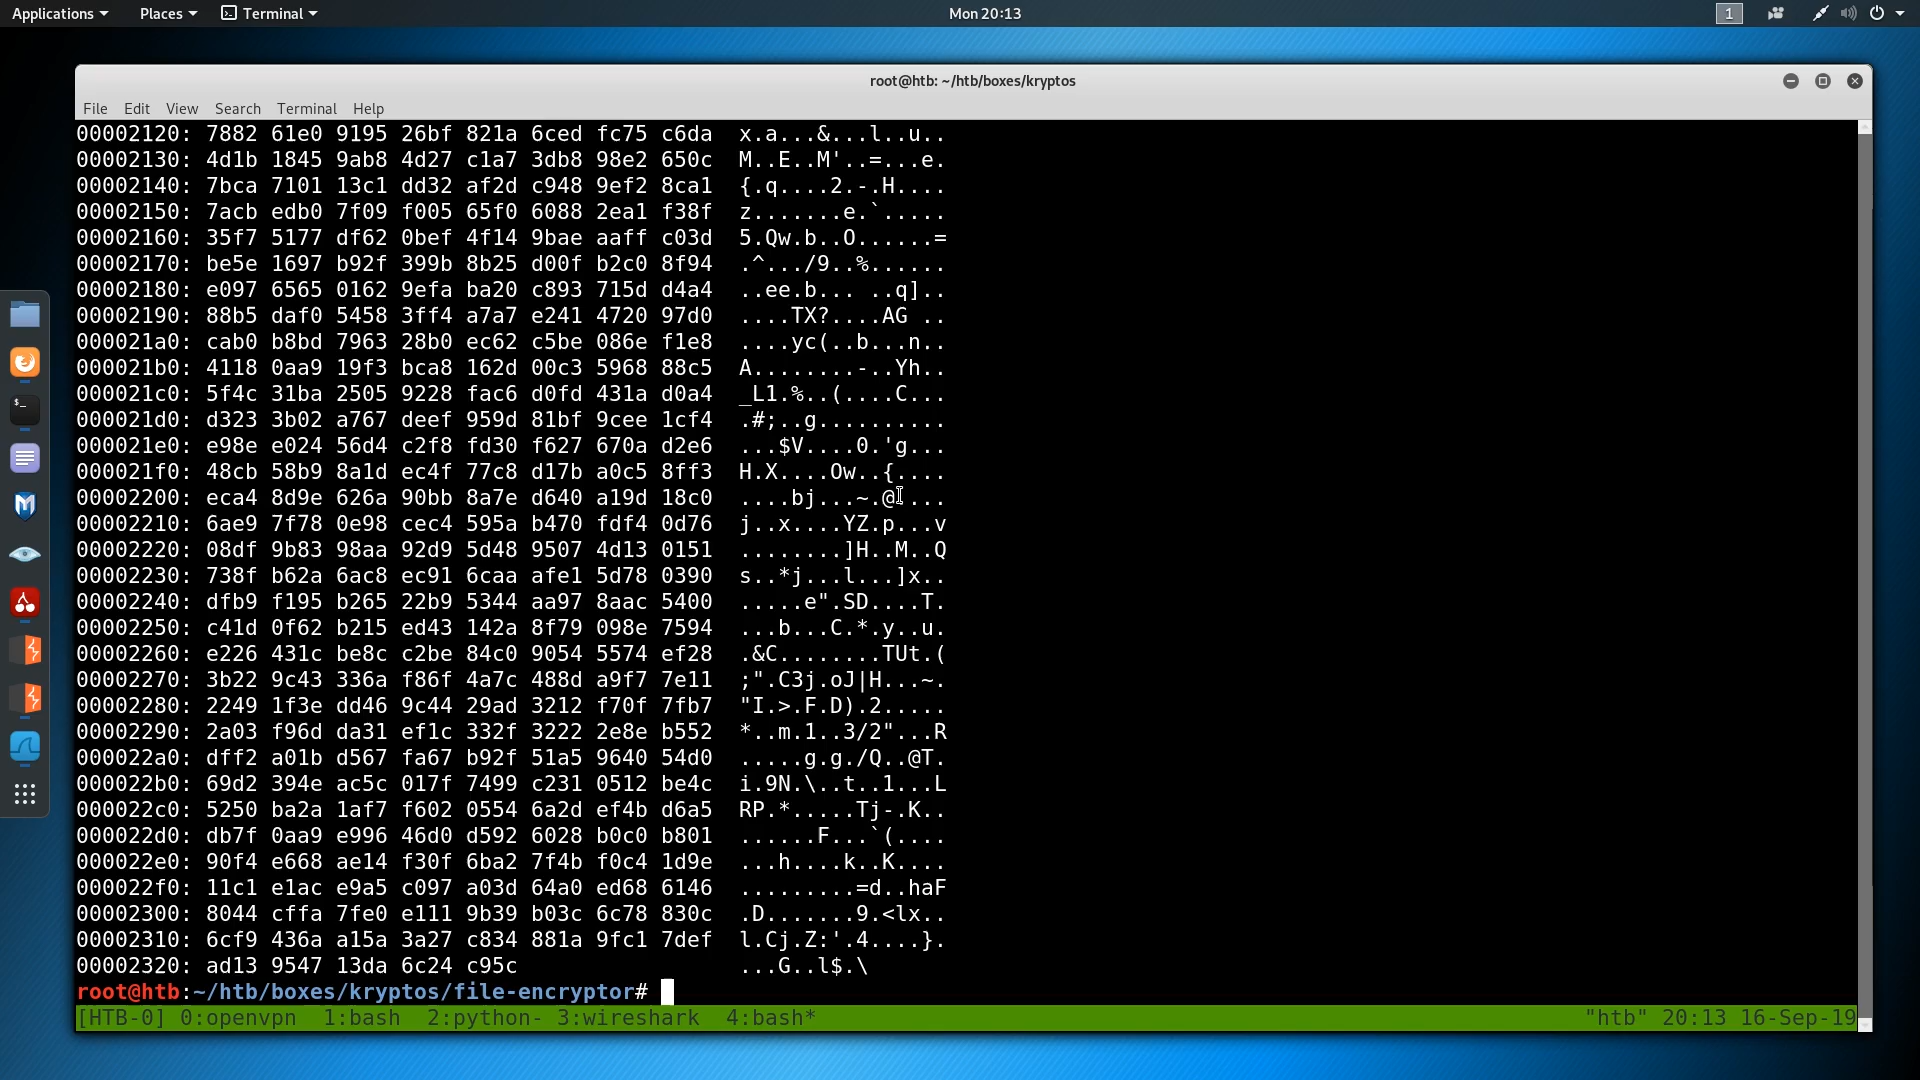 Applications Places Terminal Mon 20:13 1
root@htb: ~/htb/boxes/kryptos
File Edit View Search Terminal Help
00002120: 7882 61e0 9195 26bf 821a 6ced fc75 c6da  x.a...&...l..u..
00002130: 4d1b 1845 9ab8 4d27 c1a7 3db8 98e2 650c  M..E..M'..=...e.
00002140: 7bca 7101 13c1 dd32 af2d c948 9ef2 8ca1  {.q....2.-.H....
00002150: 7acb edb0 7f09 f005 65f0 6088 2ea1 f38f  z.......e.`.....
00002160: 35f7 5177 df62 0bef 4f14 9bae aaff c03d  5.Qw.b..O......=
00002170: be5e 1697 b92f 399b 8b25 d00f b2c0 8f94  .^.../9..%......
00002180: e097 6565 0162 9efa ba20 c893 715d d4a4  ..ee.b... ..q]..
00002190: 88b5 daf0 5458 3ff4 a7a7 e241 4720 97d0  ....TX?....AG ..
000021a0: cab0 b8bd 7963 28b0 ec62 c5be 086e f1e8  ....yc(..b...n..
000021b0: 4118 0aa9 19f3 bca8 162d 00c3 5968 88c5  A........-..Yh..
000021c0: 5f4c 31ba 2505 9228 fac6 d0fd 431a d0a4  _L1.%..(....C...
000021d0: d323 3b02 a767 deef 959d 81bf 9cee 1cf4  .#;..g..........
000021e0: e98e e024 56d4 c2f8 fd30 f627 670a d2e6  ...$V....0.'g...
000021f0: 48cb 58b9 8a1d ec4f 77c8 d17b a0c5 8ff3  H.X....Ow..{....
00002200: eca4 8d9e 626a 90bb 8a7e d640 a19d 18c0  ....bj...~.@....
00002210: 6ae9 7f78 0e98 cec4 595a b470 fdf4 0d76  j..x....YZ.p...v
00002220: 08df 9b83 98aa 92d9 5d48 9507 4d13 0151  ........]H..M..Q
00002230: 738f b62a 6ac8 ec91 6caa afe1 5d78 0390  s..*j...l...]x..
00002240: dfb9 f195 b265 22b9 5344 aa97 8aac 5400  .....e".SD....T.
00002250: c41d 0f62 b215 ed43 142a 8f79 098e 7594  ...b...C.*.y..u.
00002260: e226 431c be8c c2be 84c0 9054 5574 ef28  .&C........TUt.(
00002270: 3b22 9c43 336a f86f 4a7c 488d a9f7 7e11  ;".C3j.oJ|H...~.
00002280: 2249 1f3e dd46 9c44 29ad 3212 f70f 7fb7  "I.>.F.D).2.....
00002290: 2a03 f96d da31 ef1c 332f 3222 2e8e b552  *..m.1..3/2"...R
000022a0: dff2 a01b d567 fa67 b92f 51a5 9640 54d0  .....g.g./Q..@T.
000022b0: 69d2 394e ac5c 017f 7499 c231 0512 be4c  i.9N.\..t..1...L
000022c0: 5250 ba2a 1af7 f602 0554 6a2d ef4b d6a5  RP.*.....Tj-.K..
000022d0: db7f 0aa9 e996 46d0 d592 6028 b0c0 b801  ......F...`(....
000022e0: 90f4 e668 ae14 f30f 6ba2 7f4b f0c4 1d9e  ...h....k..K....
000022f0: 11c1 e1ac e9a5 c097 a03d 64a0 ed68 6146  .........=d..haF
00002300: 8044 cffa 7fe0 e111 9b39 b03c 6c78 830c  .D.......9.<lx..
00002310: 6cf9 436a a15a 3a27 c834 881a 9fc1 7def  l.Cj.Z:'.4....}.
00002320: ad13 9547 13da 6c24 c95c  ...G..l$.\
root@htb:~/htb/boxes/kryptos/file-encryptor#
[HTB-0] 0:openvpn  1:bash  2:python- 3:wireshark  4:bash* "htb" 20:13 16-Sep-19